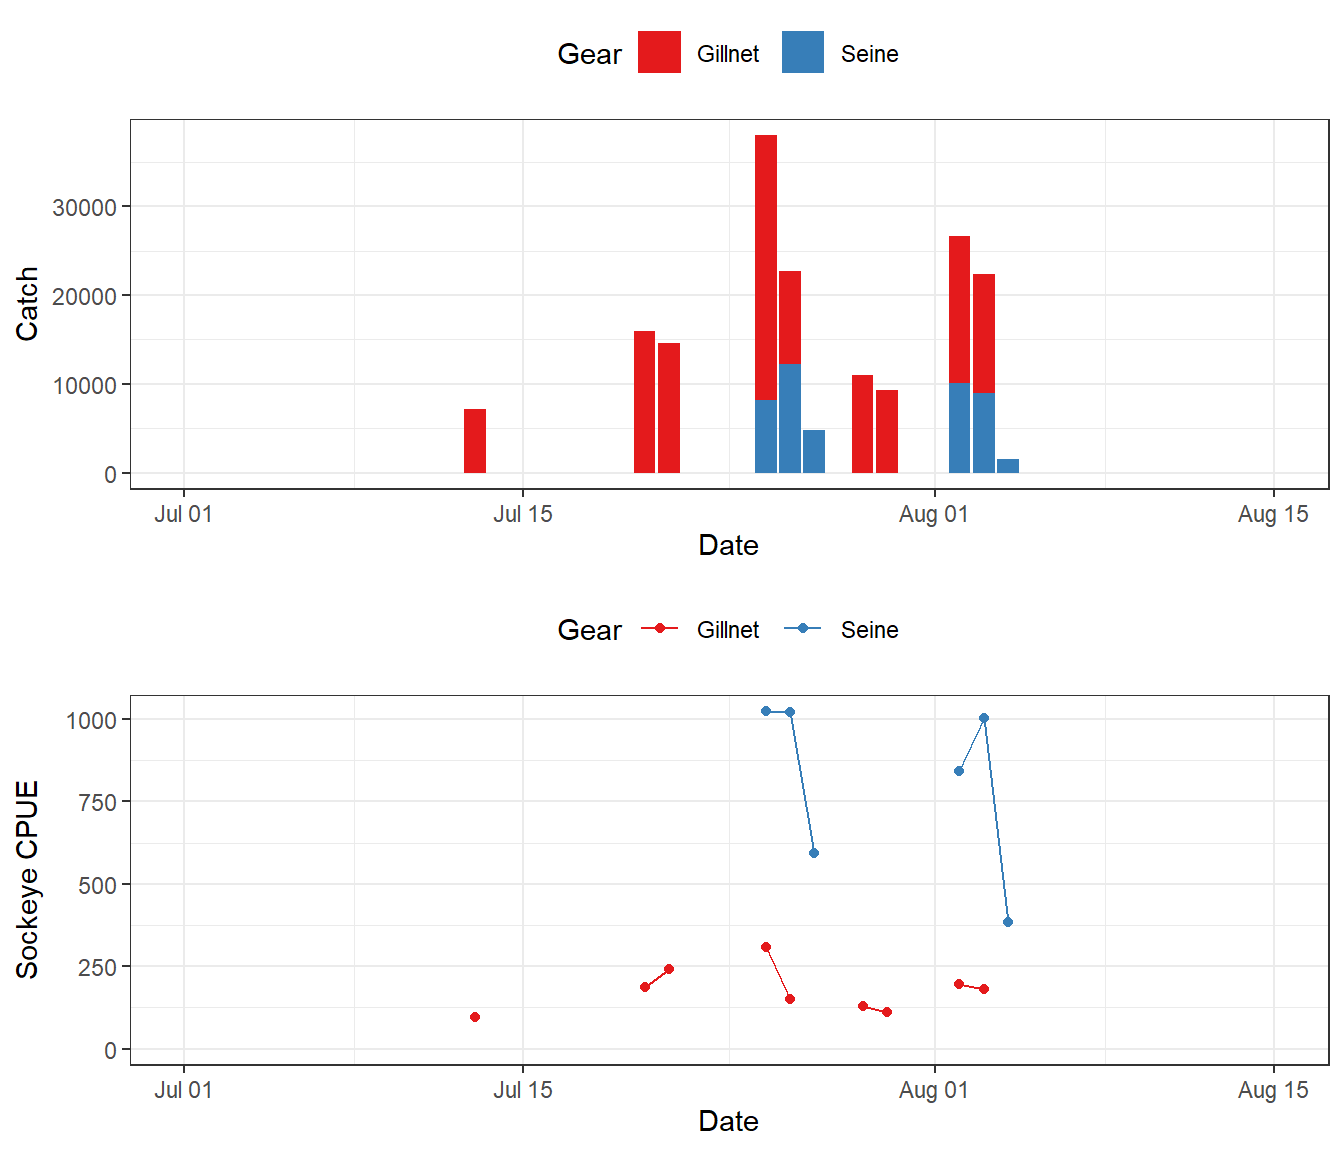 Gear Gillnet Seine
Catch
30000
20000
10000
0
Jul 01 Jul 15 Aug 01 Aug 15
Date
Gear Gillnet Seine
Sockeye CPUE
1000
750
500
250
0
Jul 01 Jul 15 Aug 01 Aug 15
Date